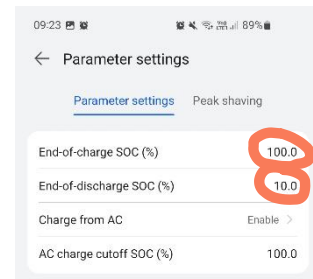 09:23 89%
Parameter settings
Parameter settings Peak shaving
End-of-charge SOC (%) 100.0
End-of-discharge SOC (%) 10.0
Charge from AC Enable
AC charge cutoff SOC (%) 100.0